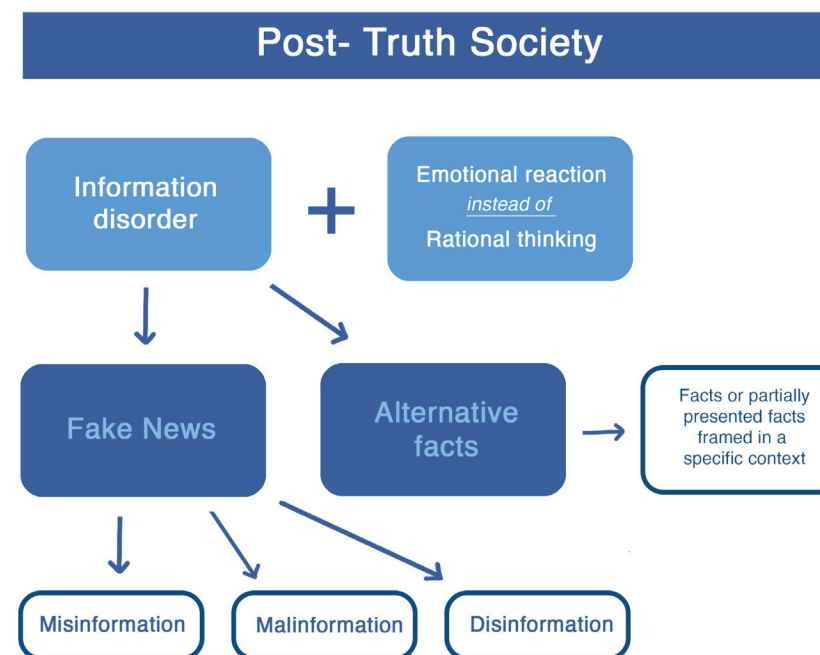 Post- Truth Society
Information
disorder
+
Emotional reaction
instead of
Rational thinking
Fake News
Alternative
facts
Facts or partially
presented facts
framed in a
specific context
Misinformation
Malinformation
Disinformation